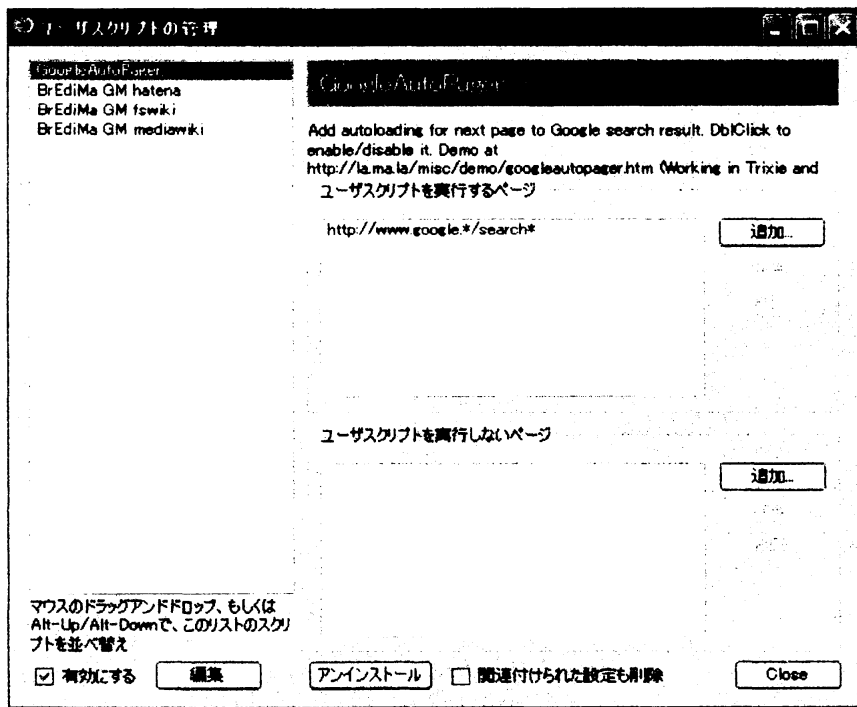 ユーザスクリプトの管理
GoogleAutoPager
BrEdiMa GM hatena
BrEdiMa GM fswiki
BrEdiMa GM mediawiki
マウスのドラッグアンドドロップ、もしくは
Alt-Up/Alt-Downで、このリストのスクリ
プトを並べ替え
有効にする
編集
GoogleAutoPager
Add autoloading for next page to Google search result. DblClick to
enable/disable it. Demo at
http://la.ma.la/misc/demo/googleautopager.htm (Working in Trixie and
ユーザスクリプトを実行するページ
http://www.google.*/search*
追加...
ユーザスクリプトを実行しないページ
追加...
アンインストール
関連付けられた設定も削除
Close